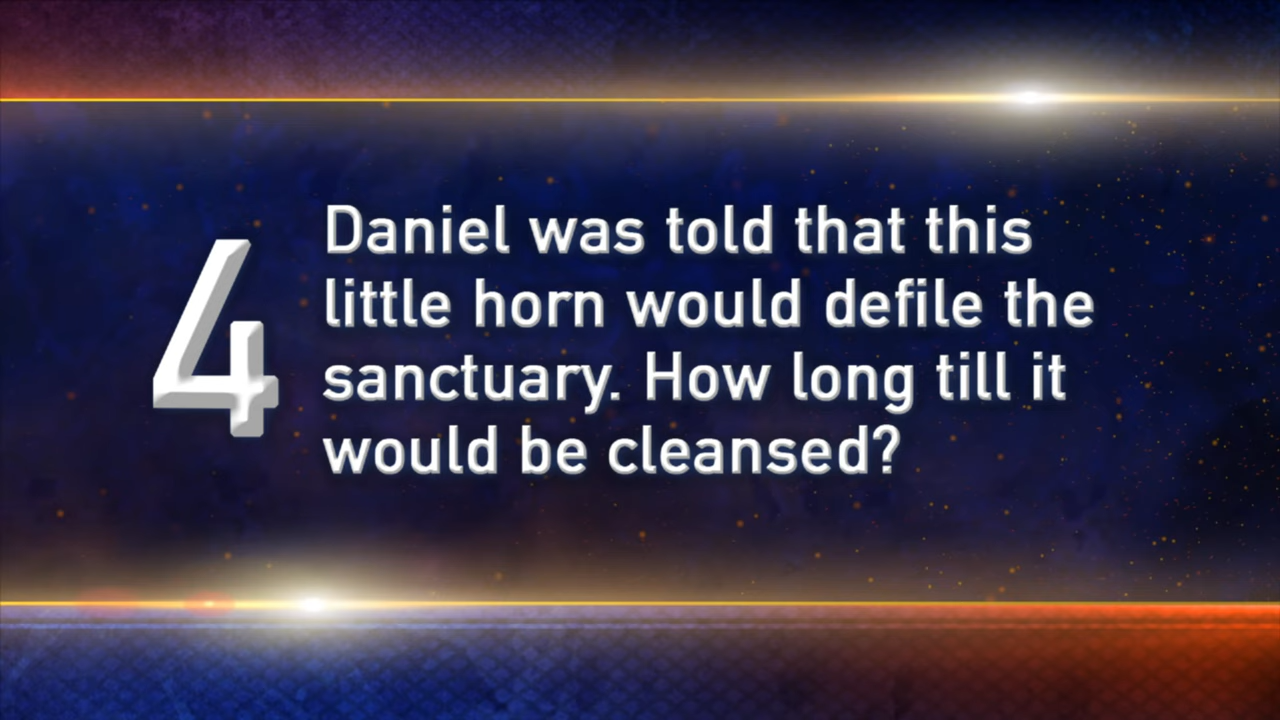 4
Daniel was told that this
little horn would defile the
sanctuary. How long till it
would be cleansed?